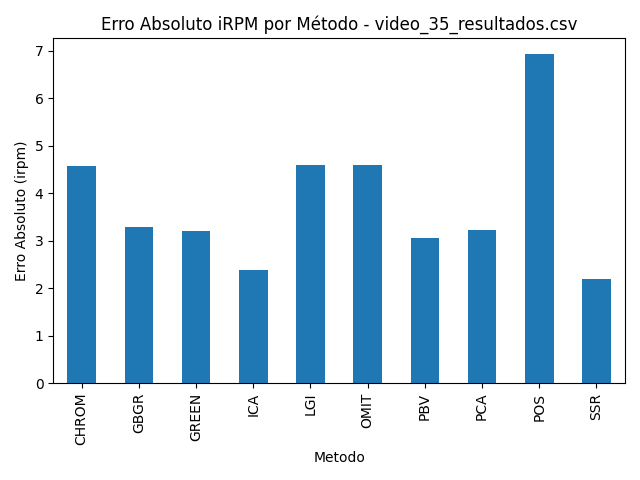 Erro Absoluto iRPM por Método - video_35_resultados.csv
Erro Absoluto (irpm)
7
6
5
4
3
2
1
0
CHROM
GBGR
GREEN
ICA
LGI
OMIT
PBV
PCA
POS
SSR
Metodo